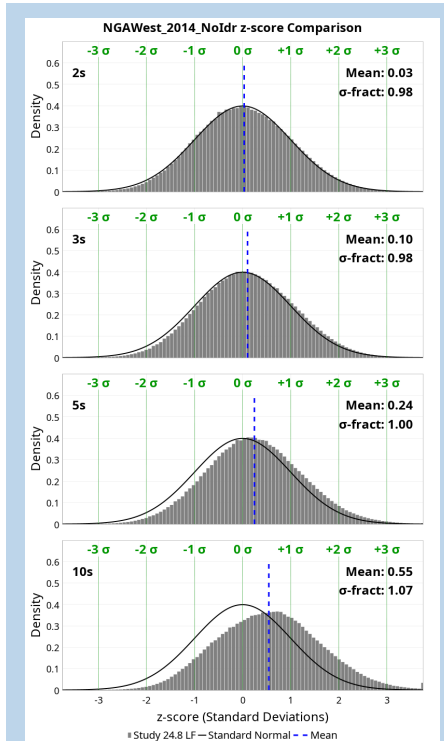 NGAWest_2014_NoIdr z-score Comparison
-3 σ -2 σ -1 σ 0 σ +1 σ +2 σ +3 σ
0.6
0.5
0.4
0.3
0.2
0.1
0
Density
2s
Mean: 0.03
σ-fract: 0.98
-3 σ -2 σ -1 σ 0 σ +1 σ +2 σ +3 σ
0.6
0.5
0.4
0.3
0.2
0.1
0
Density
3s
Mean: 0.10
σ-fract: 0.98
-3 σ -2 σ -1 σ 0 σ +1 σ +2 σ +3 σ
0.6
0.5
0.4
0.3
0.2
0.1
0
Density
5s
Mean: 0.24
σ-fract: 1.00
-3 σ -2 σ -1 σ 0 σ +1 σ +2 σ +3 σ
0.6
0.5
0.4
0.3
0.2
0.1
0
Density
10s
Mean: 0.55
σ-fract: 1.07
-3 -2 -1 0 1 2 3
z-score (Standard Deviations)
Study 24.8 LF Standard Normal Mean